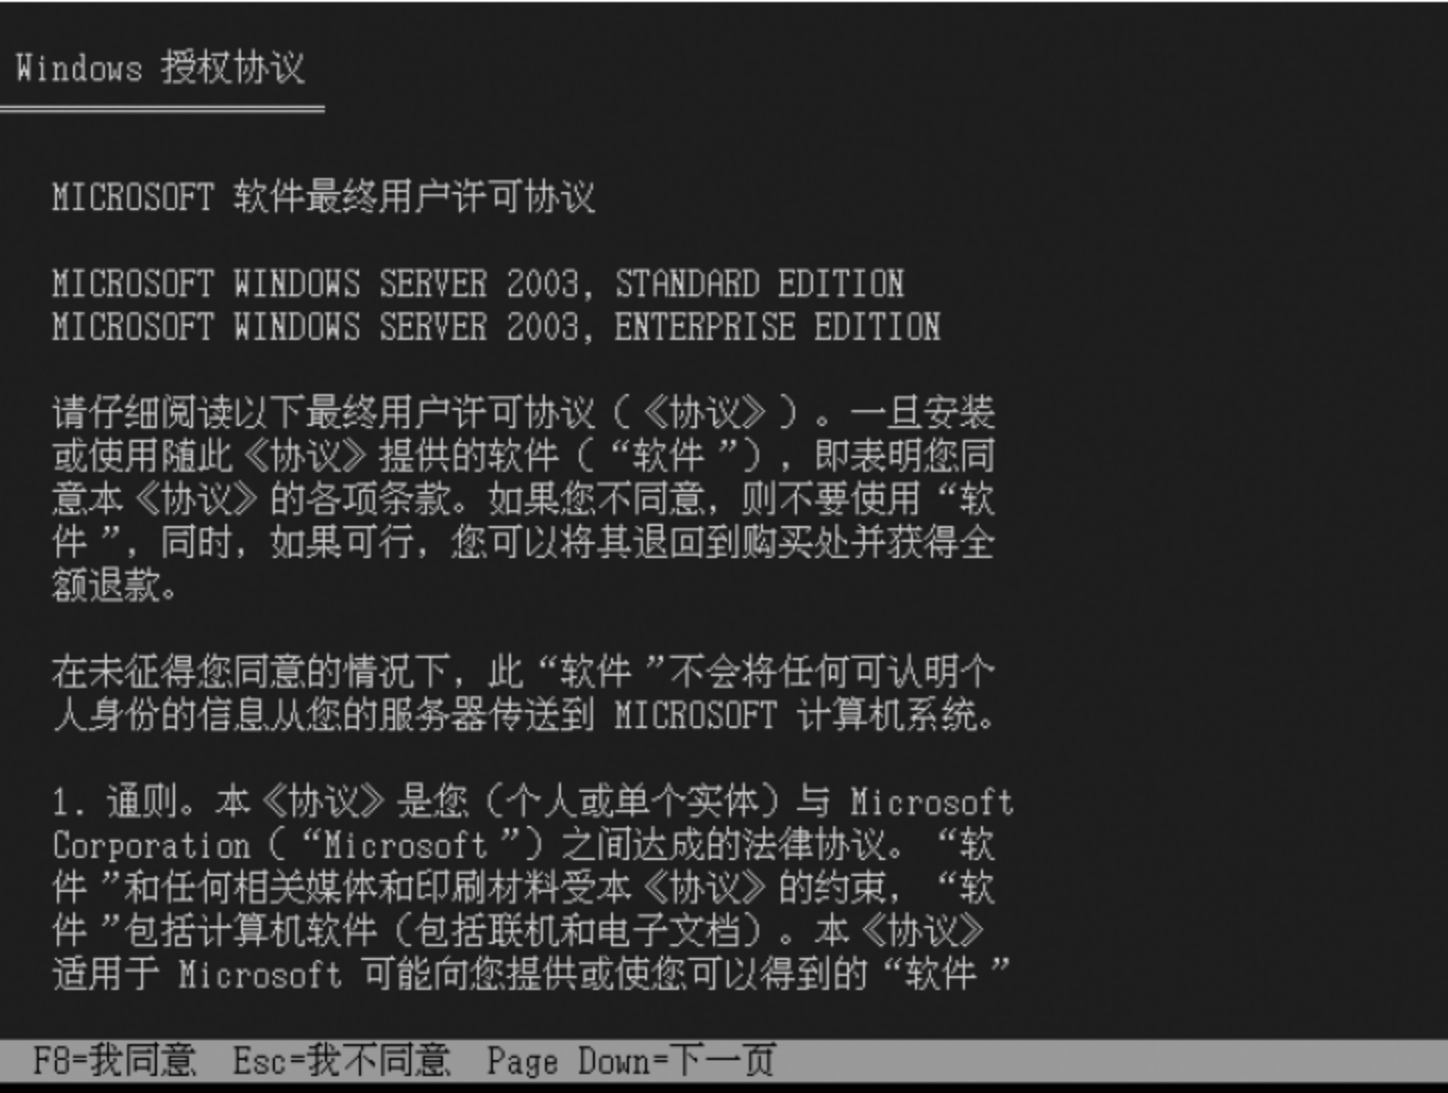 Windows 授权协议
MICROSOFT 软件最终用户许可协议
MICROSOFT WINDOWS SERVER 2003, STANDARD EDITION
MICROSOFT WINDOWS SERVER 2003, ENTERPRISE EDITION
请仔细阅读以下最终用户许可协议（《协议》）。一旦安装
或使用随此《协议》提供的软件（“软件”），即表明您同
意本《协议》的各项条款。如果您不同意，则不要使用“软
件”，同时，如果可行，您可以将其退回到购买处并获得全
额退款。
在未征得您同意的情况下，此“软件”不会将任何可认明个
人身份的信息从您的服务器传送到 MICROSOFT 计算机系统。
1. 通则。本《协议》是您（个人或单个实体）与 Microsoft
Corporation（“Microsoft”）之间达成的法律协议。“软
件”和任何相关媒体和印刷材料受本《协议》的约束，“软
件”包括计算机软件（包括联机和电子文档）。本《协议》
适用于 Microsoft 可能向您提供或使您可以得到的“软件”
F8=我同意 Esc=我不同意 Page Down=下一页